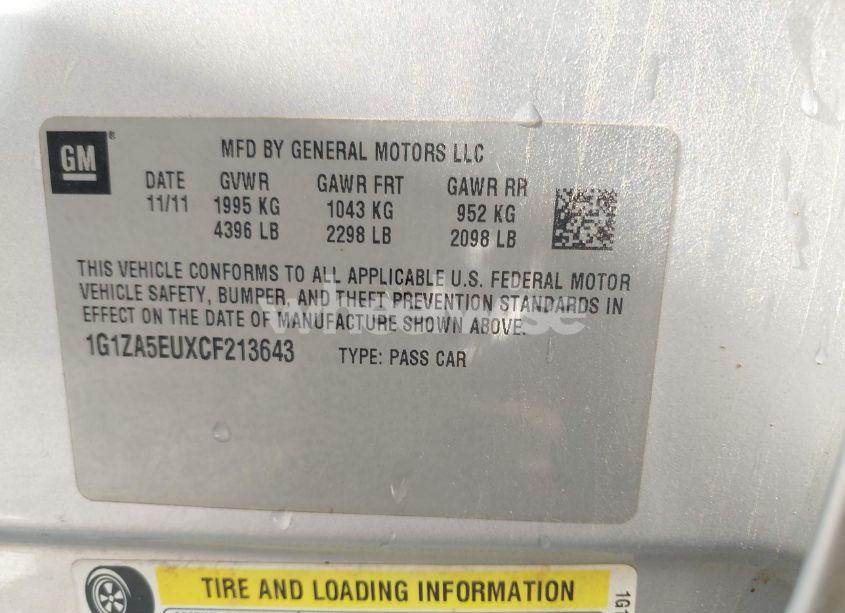 GM
®
MFD BY GENERAL MOTORS LLC
DATE GVWR GAWR FRT GAWR RR
11/11 1995 KG 1043 KG 952 KG
4396 LB 2298 LB 2098 LB
THIS VEHICLE CONFORMS TO ALL APPLICABLE U.S. FEDERAL MOTOR
VEHICLE SAFETY, BUMPER, AND THEFT PREVENTION STANDARDS IN
EFFECT ON THE DATE OF MANUFACTURE SHOWN ABOVE.
1G1ZA5EUXCF213643 TYPE: PASS CAR
TIRE AND LOADING INFORMATION
1G1